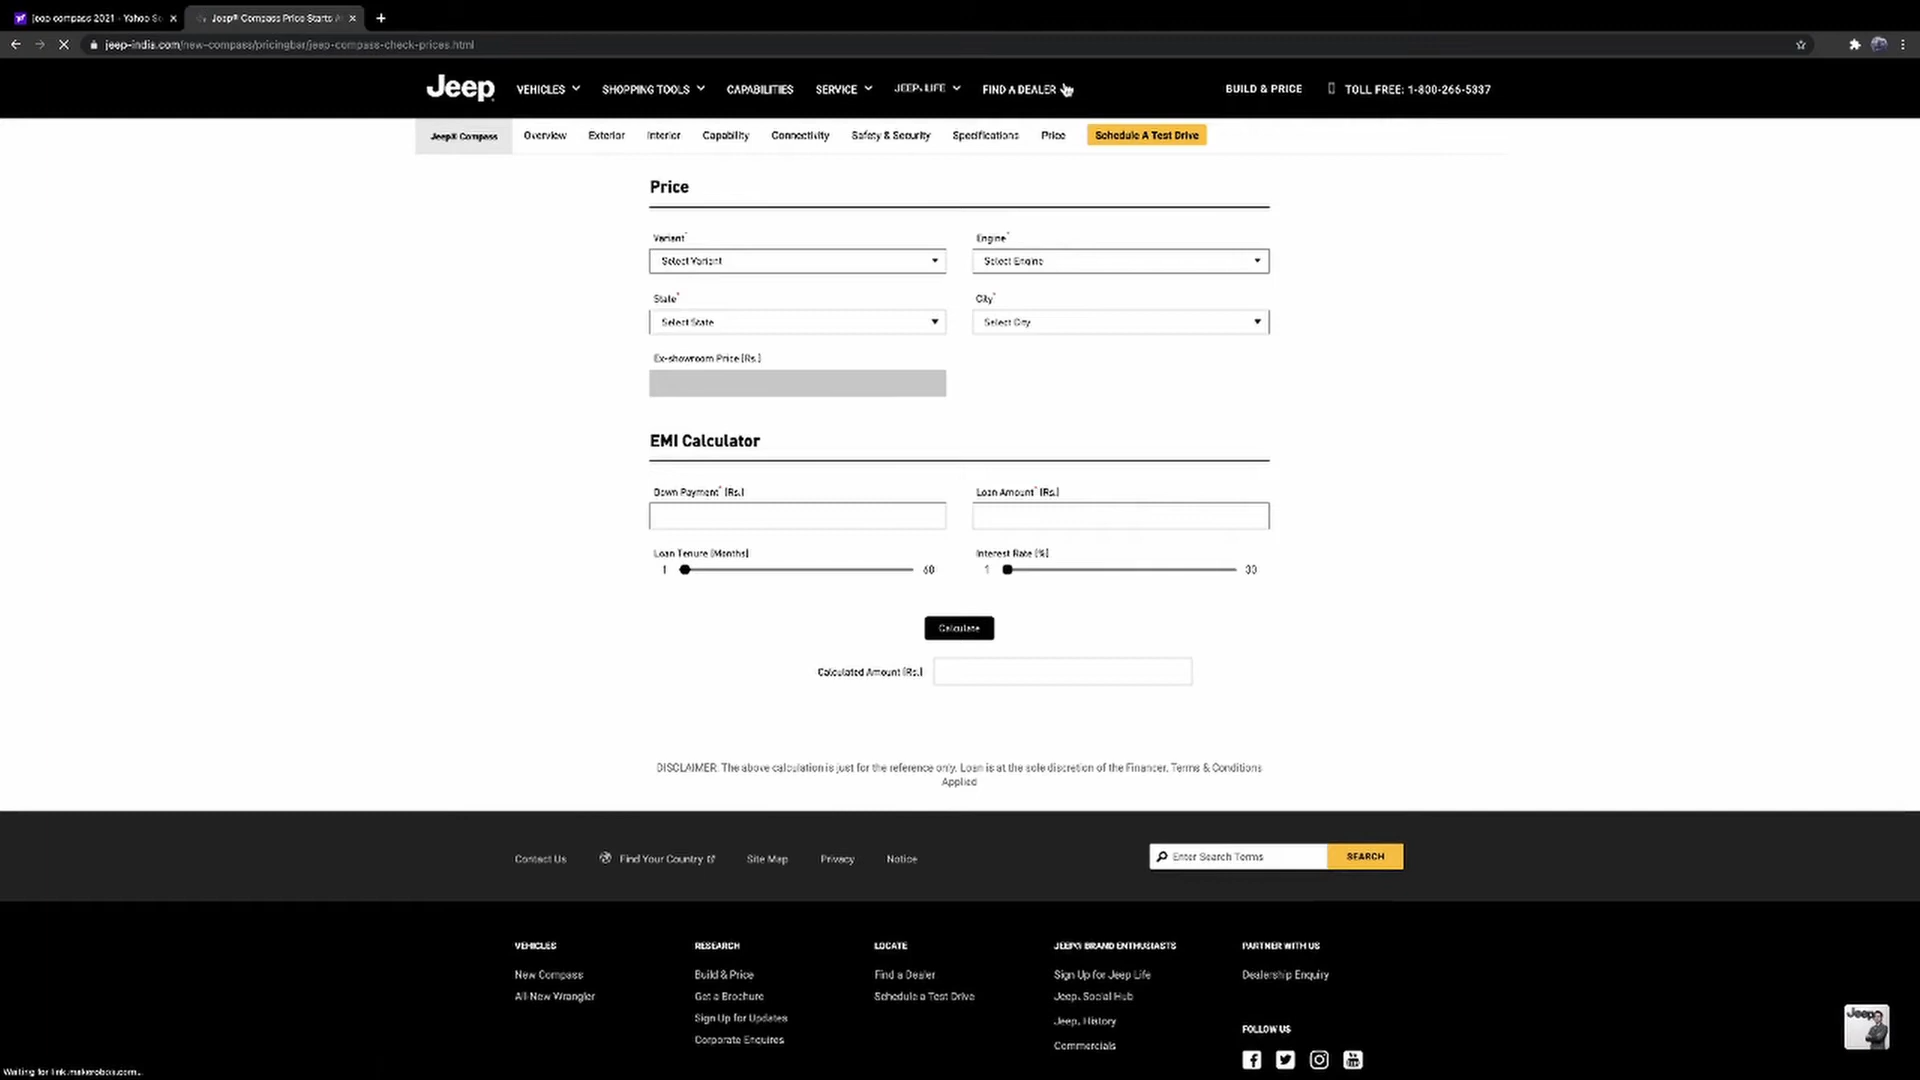 jeep compass 2021 - Yahoo Se
Jeep® Compass Price Starts A
jeep-india.com/new-compass/pricingbar/jeep-compass-check-prices.html
Jeep VEHICLES SHOPPING TOOLS CAPABILITIES SERVICE JEEP® LIFE FIND A DEALER BUILD & PRICE TOLL FREE: 1-800-266-5337
Jeep® Compass Overview Exterior Interior Capability Connectivity Safety & Security Specifications Price Schedule A Test Drive
Price
Variant* Engine*
Select Variant Select Engine
State* City*
Select State Select City
Ex-showroom Price (Rs.)
EMI Calculator
Down Payment* (Rs.) Loan Amount* (Rs.)
Loan Tenure (Months) Interest Rate (%)
1 60 1 30
Calculate
Calculated Amount (Rs.)
DISCLAIMER: The above calculation is just for the reference only. Loan is at the sole discretion of the Financer. Terms & Conditions
Applied
Contact Us Find Your Country Site Map Privacy Notice Enter Search Terms SEARCH
VEHICLES RESEARCH LOCATE JEEP® BRAND ENTHUSIASTS PARTNER WITH US
New Compass Build & Price Find a Dealer Sign Up for Jeep Life Dealership Enquiry
All-New Wrangler Get a Brochure Schedule a Test Drive Jeep® Social Hub
Sign Up for Updates Jeep® History FOLLOW US
Corporate Enquires Commercials
Jeep
Waiting for link.makerobos.com...